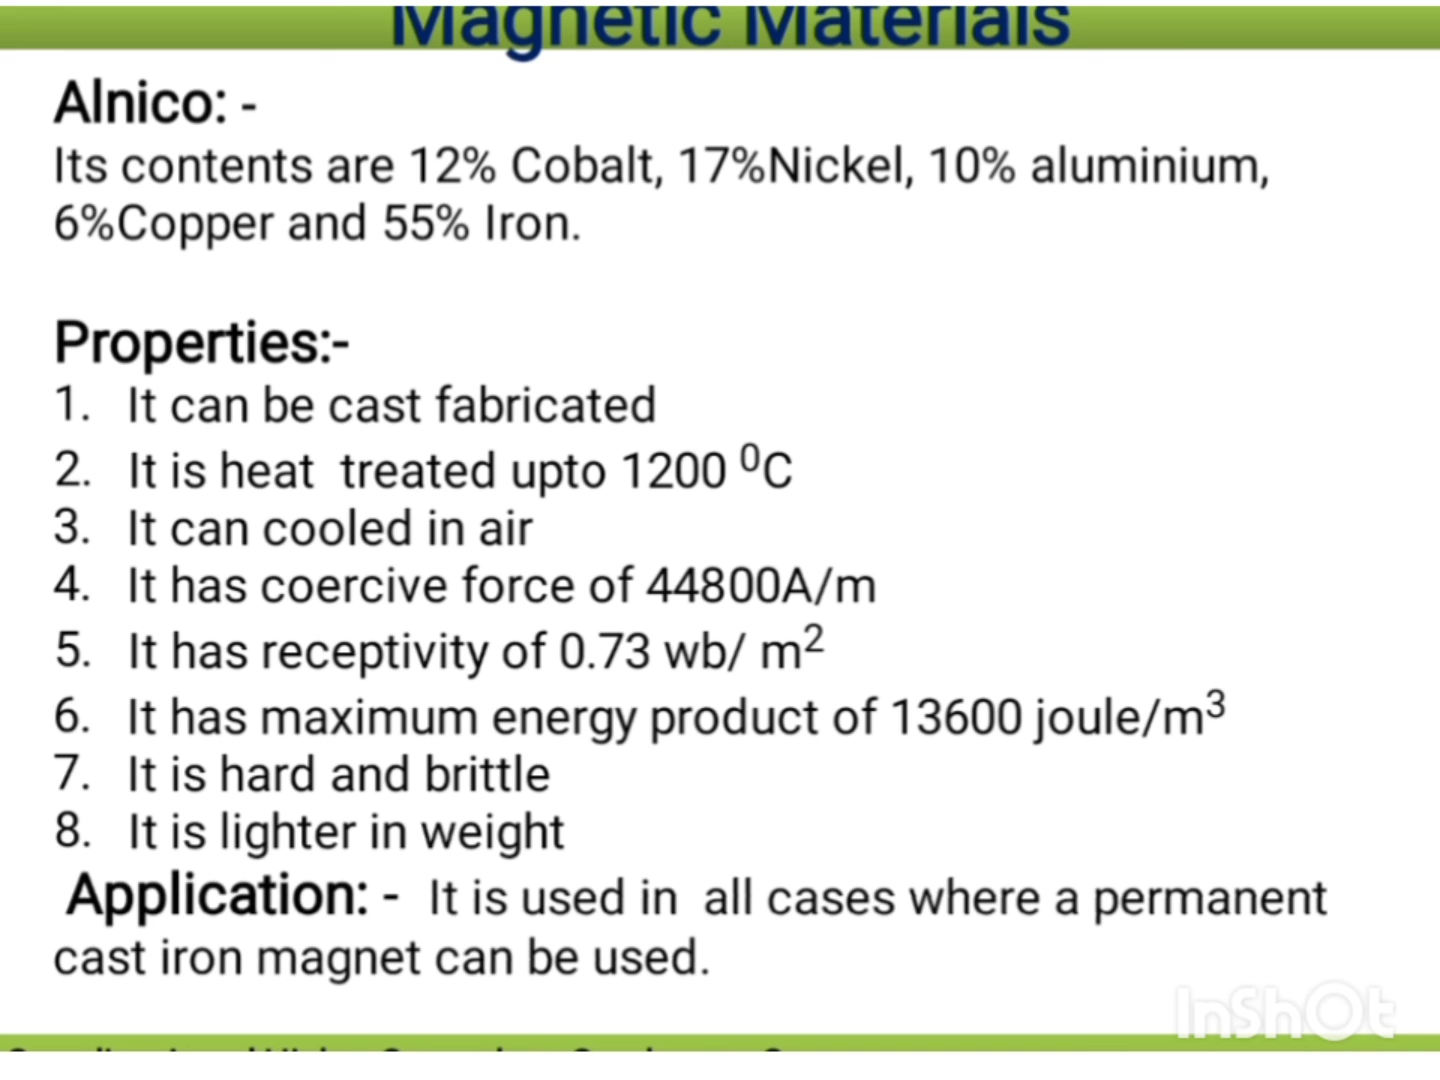 Magnetic Materials
Alnico: -
Its contents are 12% Cobalt, 17%Nickel, 10% aluminium,
6%Copper and 55% Iron.
Properties:-
1. It can be cast fabricated
2. It is heat treated upto 1200 ⁰C
3. It can cooled in air
4. It has coercive force of 44800A/m
5. It has receptivity of 0.73 wb/ m²
6. It has maximum energy product of 13600 joule/m³
7. It is hard and brittle
8. It is lighter in weight
Application: - It is used in all cases where a permanent
cast iron magnet can be used.
InShOt